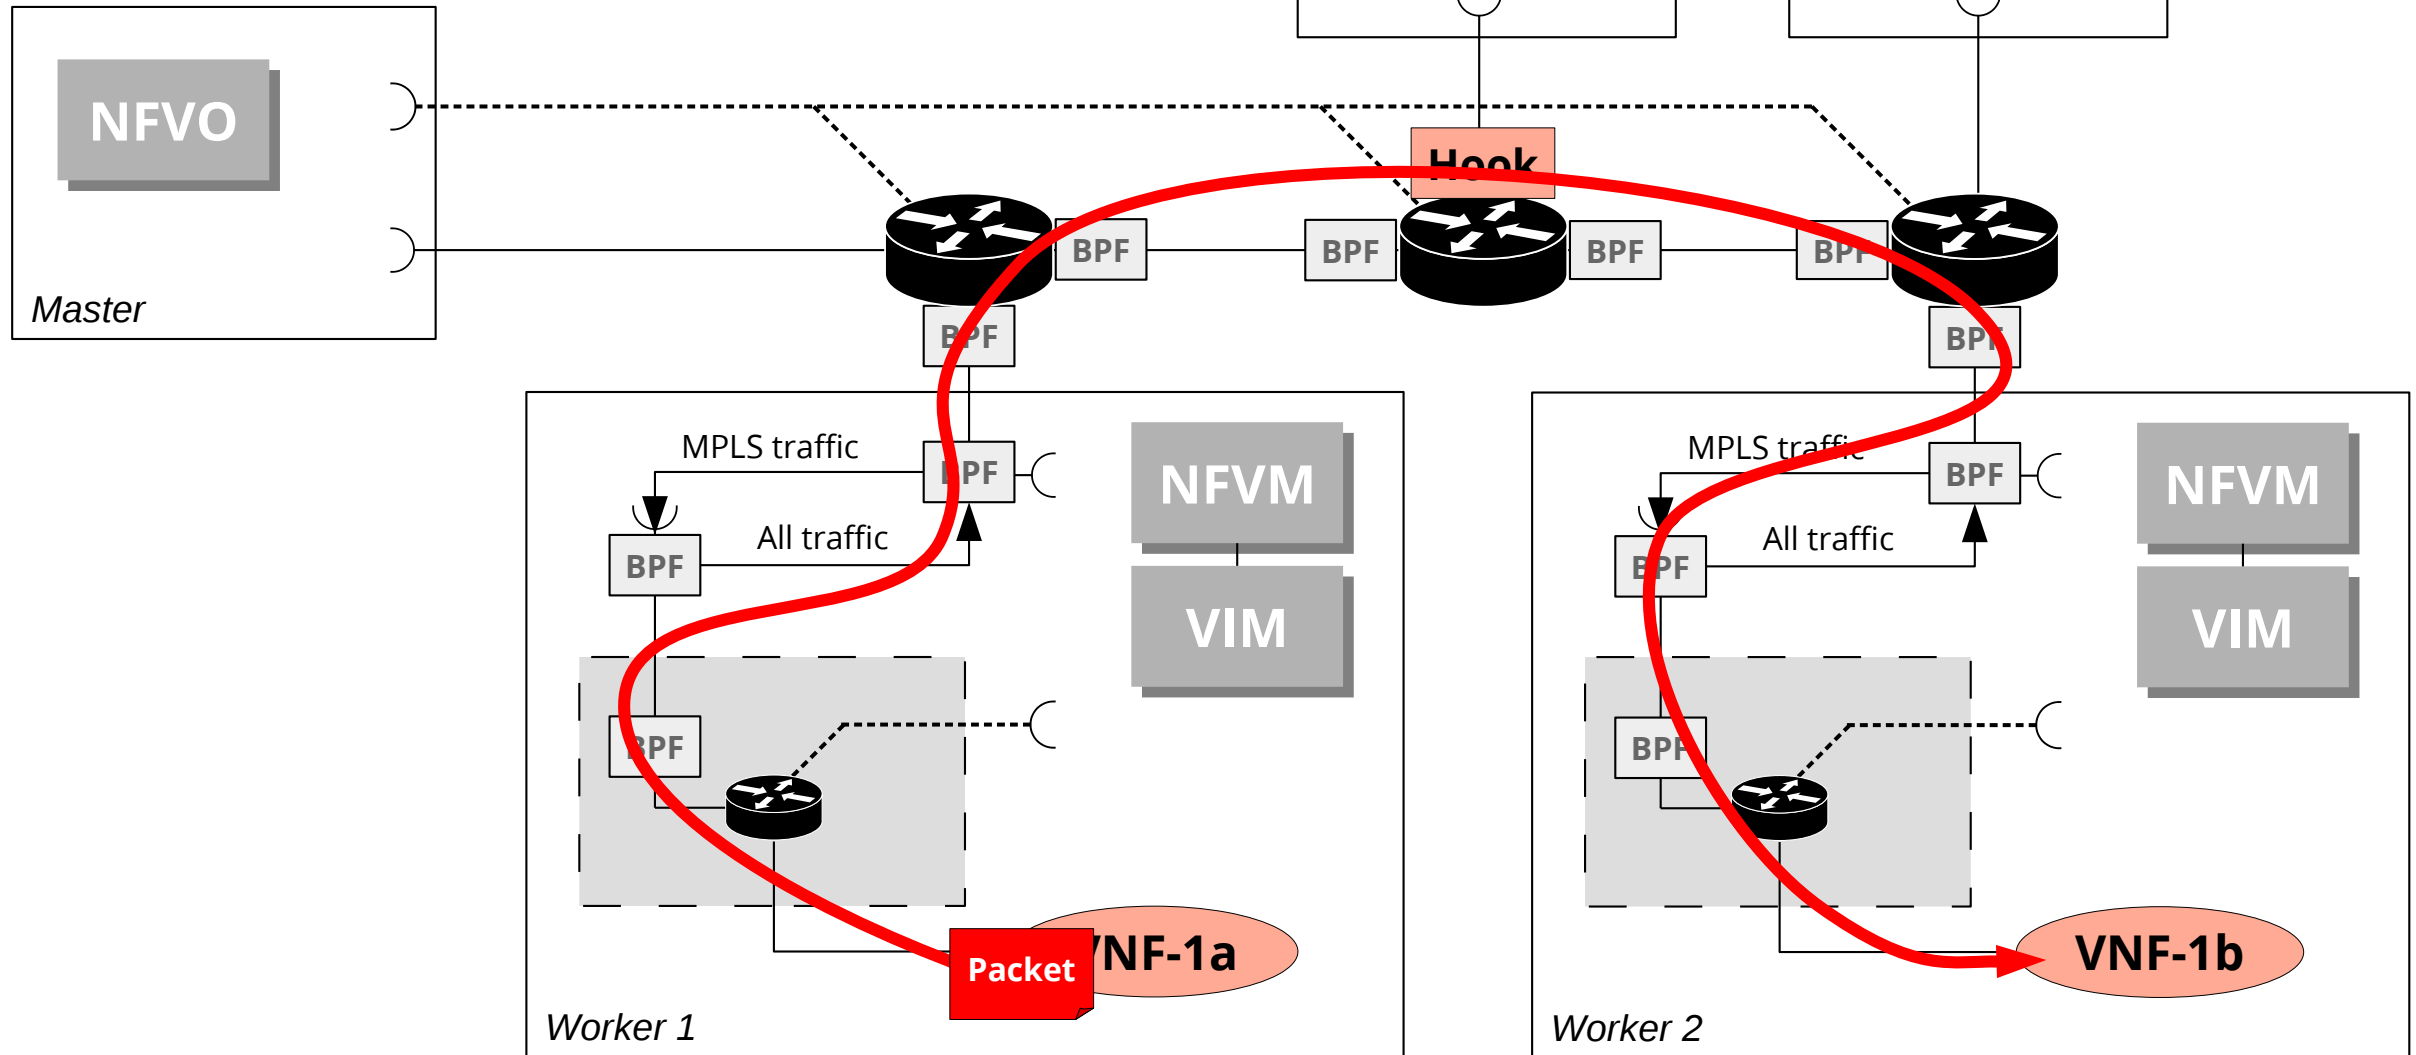 NFVO
Master
Hook
BPF
BPF
BPF
BPF
BPF
BPF
MPLS traffic
BPF
All traffic
BPF
BPF
NFVM
VIM
Packet
VNF-1a
Worker 1
MPLS traffic
BPF
All traffic
BPF
BPF
NFVM
VIM
VNF-1b
Worker 2